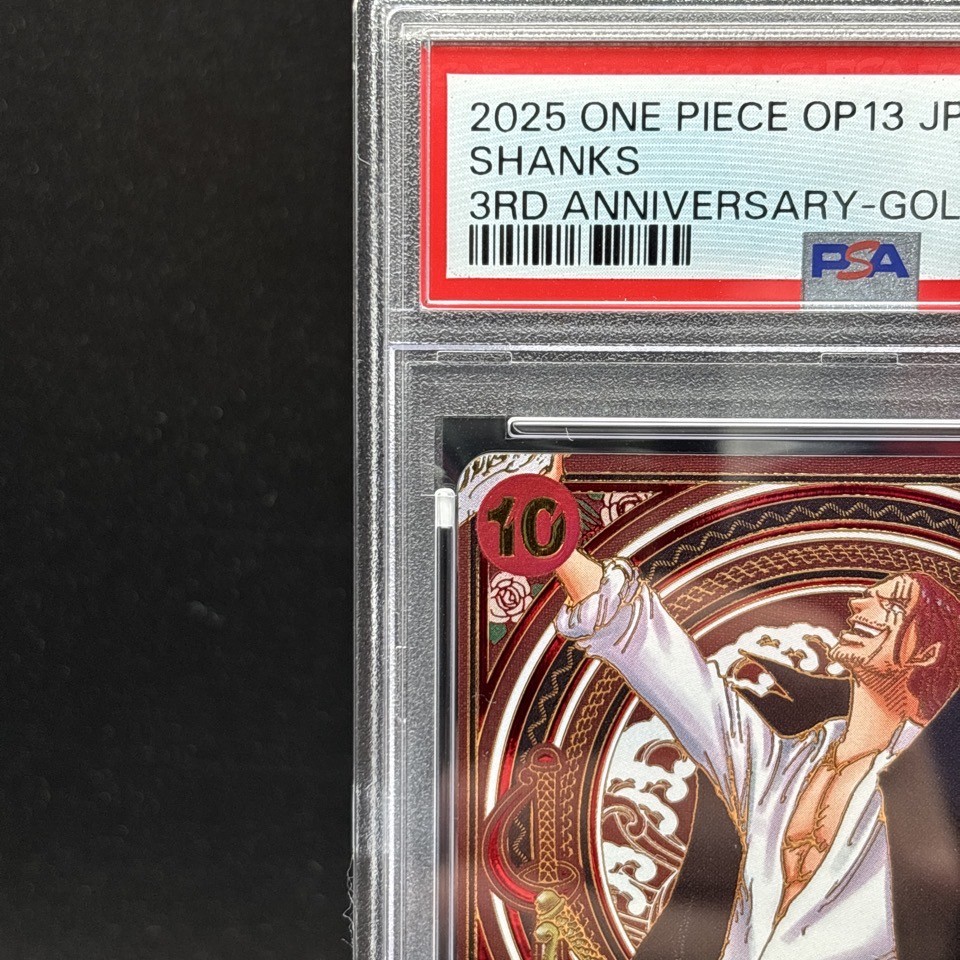 2025 ONE PIECE OP13 JP
SHANKS
3RD ANNIVERSARY-GOL
PSA
10